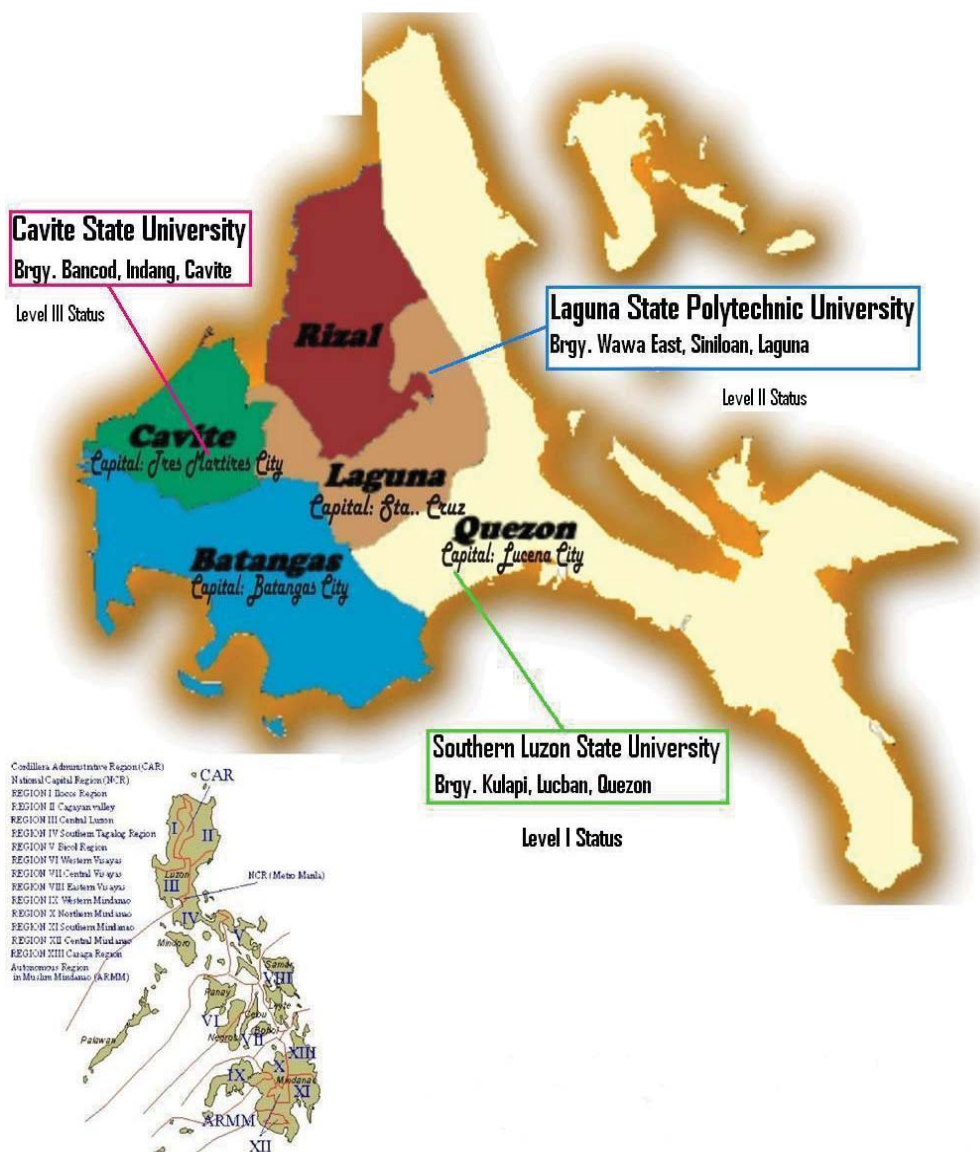 Cavite State University
Brgy. Bancod, Indang, Cavite
Level III Status
Laguna State Polytechnic University
Brgy. Wawa East, Siniloan, Laguna
Level II Status
Rizal
Cavite
Capital: Tres Martires City
Laguna
Capital: Sta.. Cruz
Quezon
Capital: Lucena City
Batangas
Capital: Batangas City
Southern Luzon State University
Brgy. Kulapi, Lucban, Quezon
Level I Status
Cordillera Administrative Region (CAR)
National Capital Region (NCR)
REGION I Ilocos Region
REGION II Cagayan valley
REGION III Central Luzon
REGION IV Southern Tagalog Region
REGION V Bicol Region
REGION VI Western Visayas
REGION VII Central Visayas
REGION VIII Eastern Visayas
REGION IX Western Mindanao
REGION X Northern Mindanao
REGION XI Southern Mindanao
REGION XII Central Mindanao
REGION XIII Caraga Region
Autonomous Region
in Muslim Mindanao (ARMM)
CAR
I
II
Luzon
III
NCR (Metro Manila)
IV
Mindoro
V
Samar
VIII
Panay
Leyte
Cebu
VI
Bohol
Negros
VII
Palawan
XIII
X
IX
Mindanao
XI
ARMM
XII